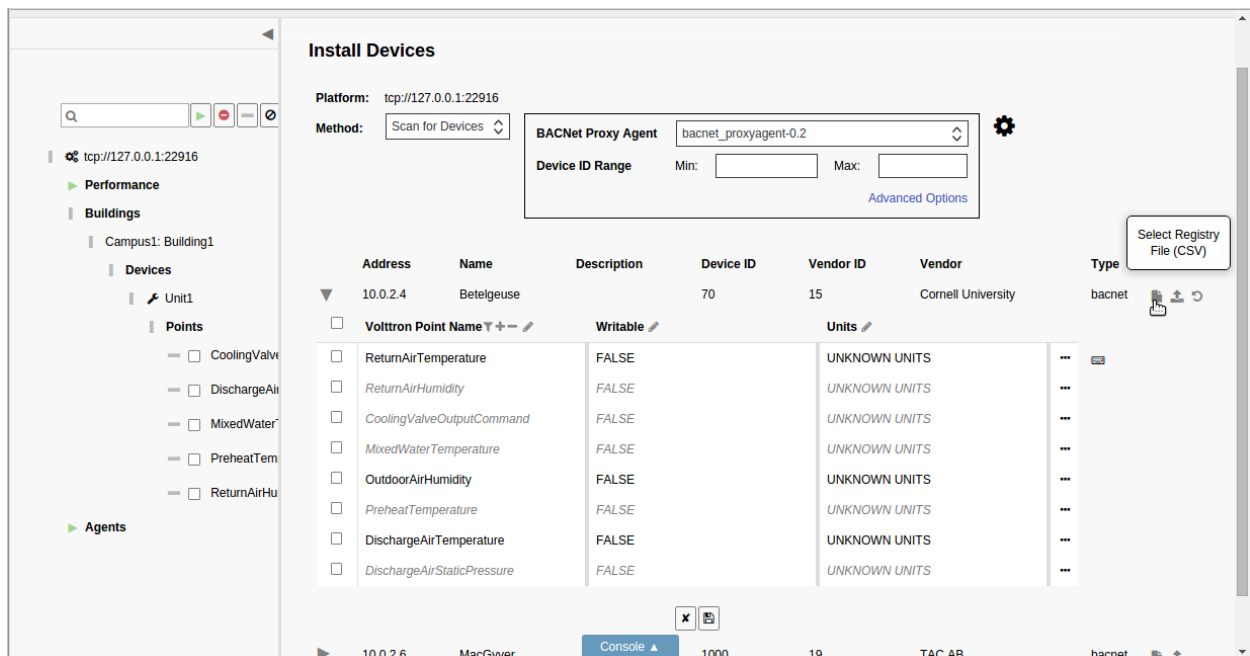 Install Devices
Platform: tcp://127.0.0.1:22916
Method: Scan for Devices
BACNet Proxy Agent bacnet_proxyagent-0.2
Device ID Range Min: Max:
Advanced Options
tcp://127.0.0.1:22916
Performance
Buildings
Campus1: Building1
Devices
Unit1
Points
CoolingValve
DischargeAi
MixedWater
PreheatTem
ReturnAirHu
Agents
Select Registry
File (CSV)
Address Name Description Device ID Vendor ID Vendor Type
10.0.2.4 Betelgeuse 70 15 Cornell University bacnet
Volttron Point Name Writable Units
ReturnAirTemperature FALSE UNKNOWN UNITS
ReturnAirHumidity FALSE UNKNOWN UNITS
CoolingValveOutputCommand FALSE UNKNOWN UNITS
MixedWaterTemperature FALSE UNKNOWN UNITS
OutdoorAirHumidity FALSE UNKNOWN UNITS
PreheatTemperature FALSE UNKNOWN UNITS
DischargeAirTemperature FALSE UNKNOWN UNITS
DischargeAirStaticPressure FALSE UNKNOWN UNITS
Console ▲
10.0.2.6 MacGyver 1000 19 TAC AB bacnet